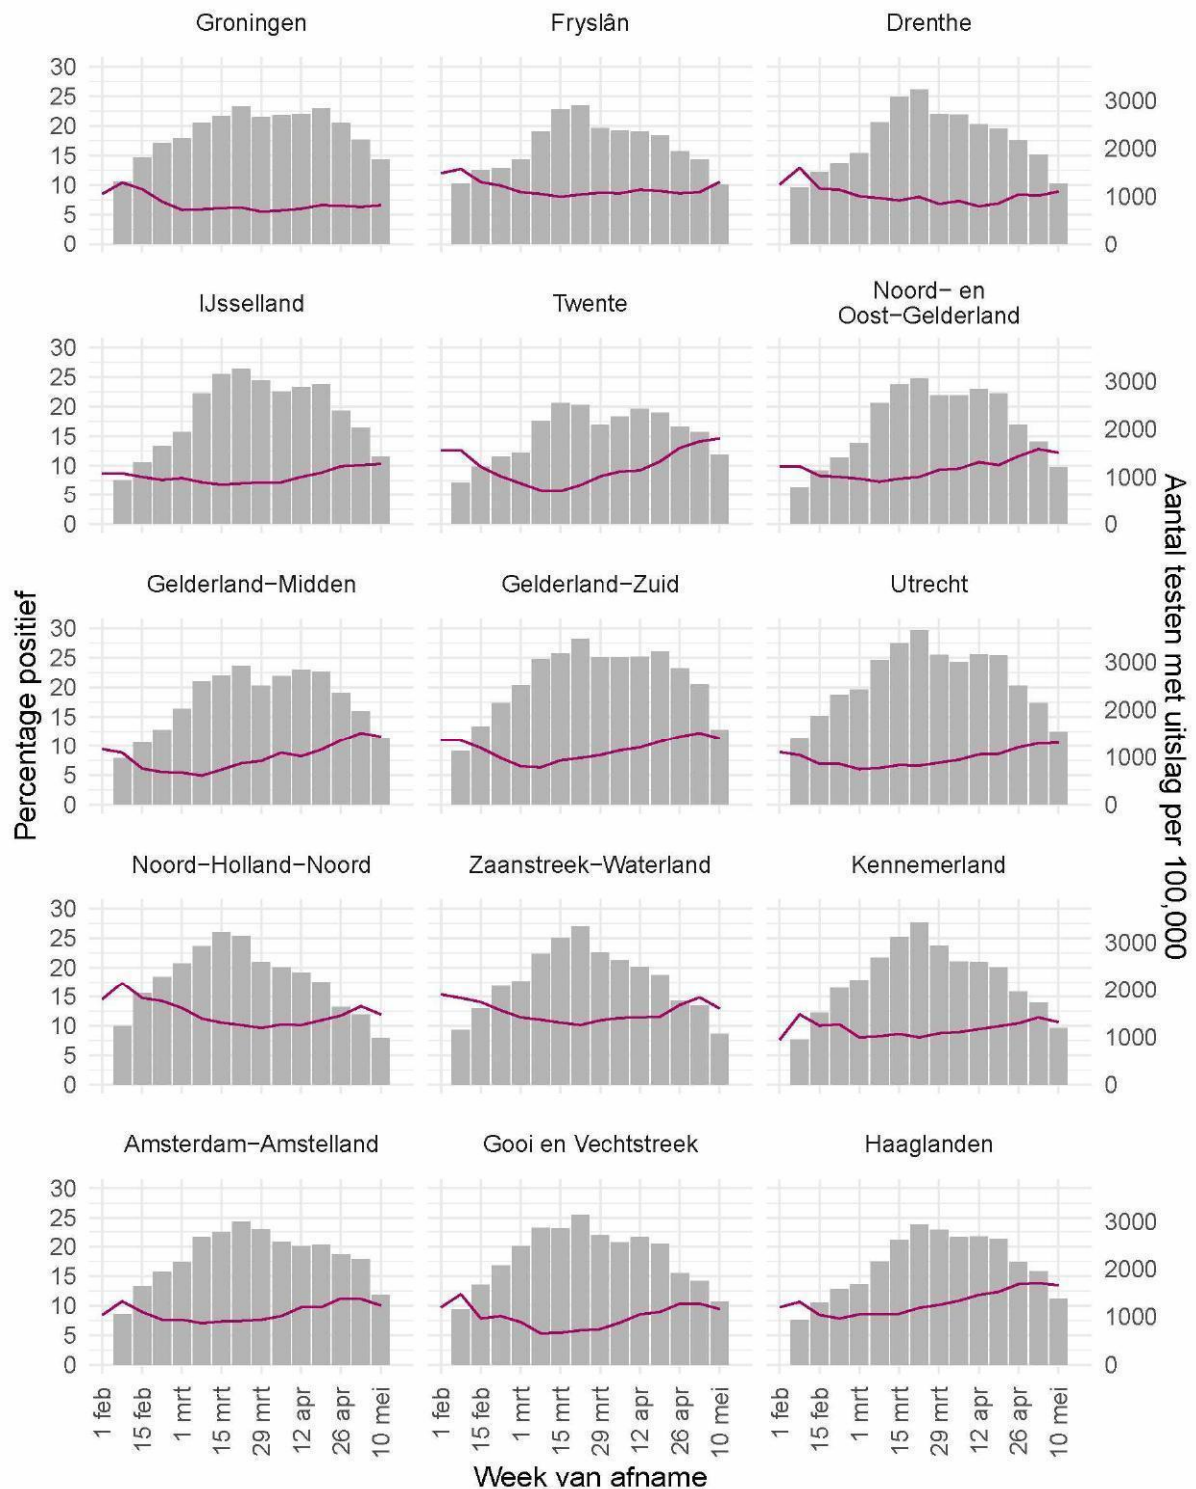 Groningen
Fryslân
Drenthe
30
25
20
15
10
5
0
3000
2000
1000
0
IJsselland
Twente
Noord- en
Oost-Gelderland
30
25
20
15
10
5
0
3000
2000
1000
0
Gelderland-Midden
Gelderland-Zuid
Utrecht
30
25
20
15
10
5
0
3000
2000
1000
0
Noord-Holland-Noord
Zaanstreek-Waterland
Kennemerland
30
25
20
15
10
5
0
3000
2000
1000
0
Amsterdam-Amstelland
Gooi en Vechtstreek
Haaglanden
30
25
20
15
10
5
0
3000
2000
1000
0
1 feb
15 feb
1 mrt
15 mrt
29 mrt
12 apr
26 apr
10 mei
1 feb
15 feb
1 mrt
15 mrt
29 mrt
12 apr
26 apr
10 mei
1 feb
15 feb
1 mrt
15 mrt
29 mrt
12 apr
26 apr
10 mei
Week van afname
Percentage positief
Aantal testen met uitslag per 100,000